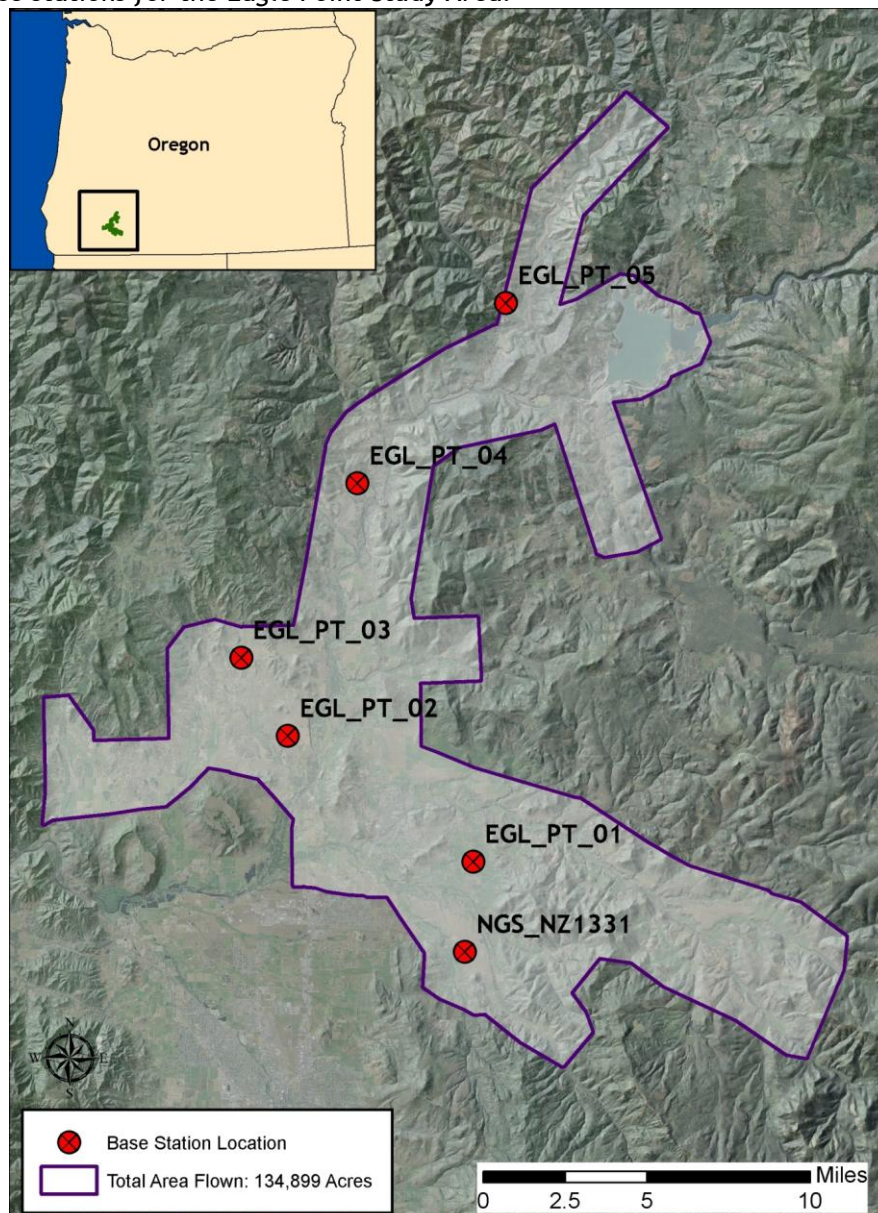 Oregon
EGL_PT_05
EGL_PT_04
EGL_PT_03
EGL_PT_02
EGL_PT_01
NGS_NZ1331
N
W E
S
Base Station Location
Total Area Flown: 134,899 Acres
Miles
0 2.5 5 10